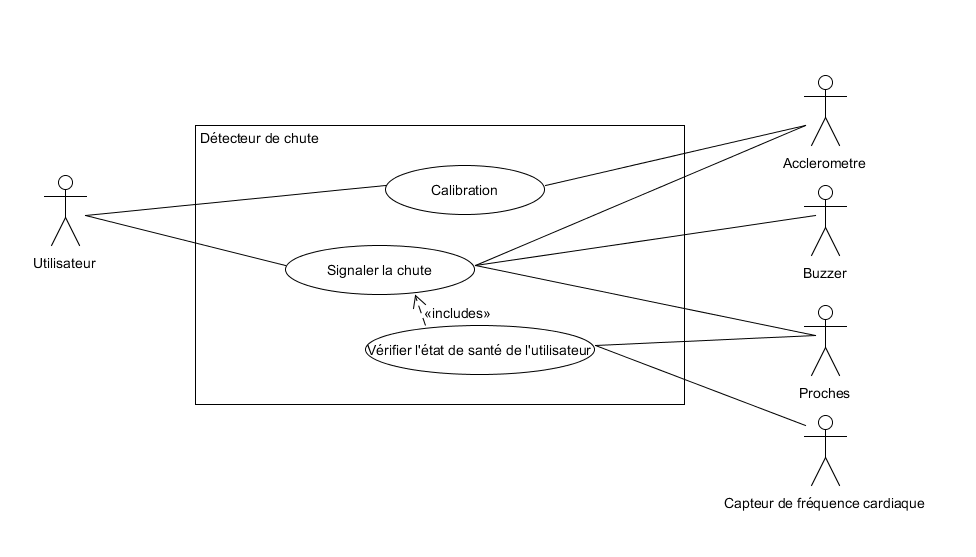 Détecteur de chute
Acclerometre
Calibration
Utilisateur
Buzzer
Signaler la chute
«includes»
Vérifier l'état de santé de l'utilisateur
Proches
Capteur de fréquence cardiaque